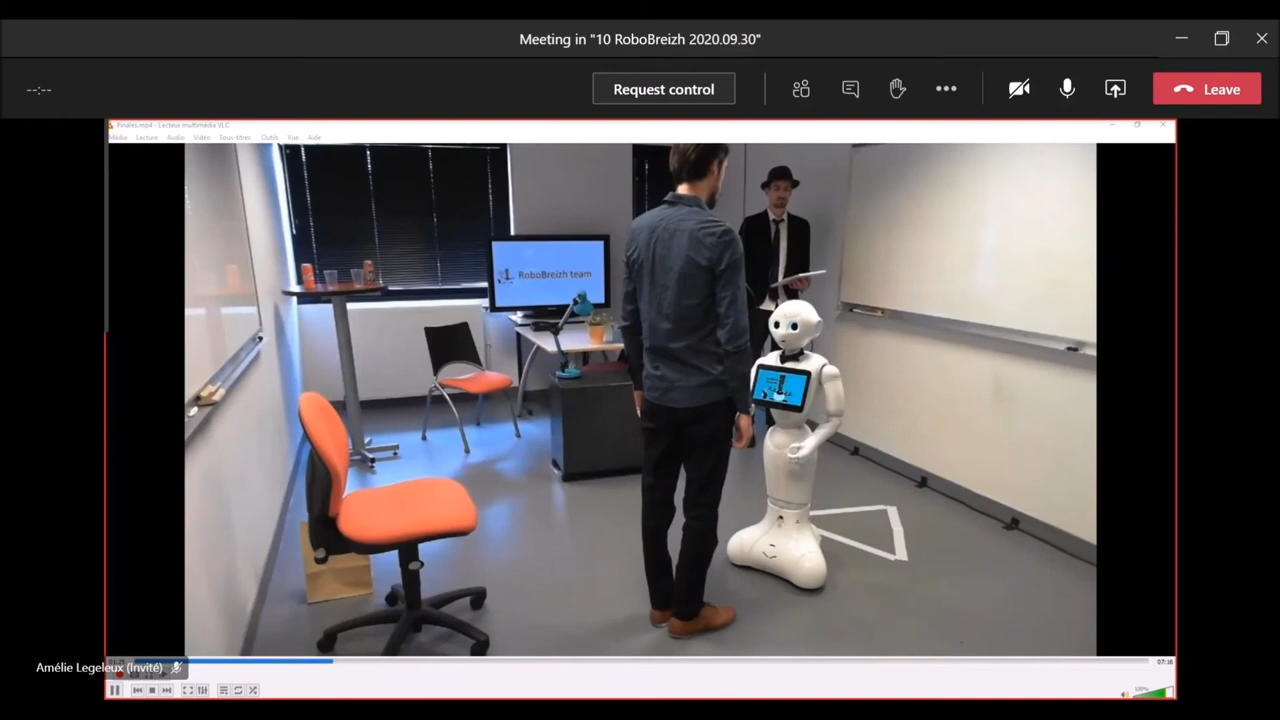 Meeting in "10 RoboBreizh 2020.09.30"
--:--
Request control
Leave
Finales.mp4 - Lecteur multimédia VLC
Média Lecture Audio Vidéo Sous-titres Outils Vue Aide
RoboBreizh team
Amélie Legeleux (Invité)
07:16
100%